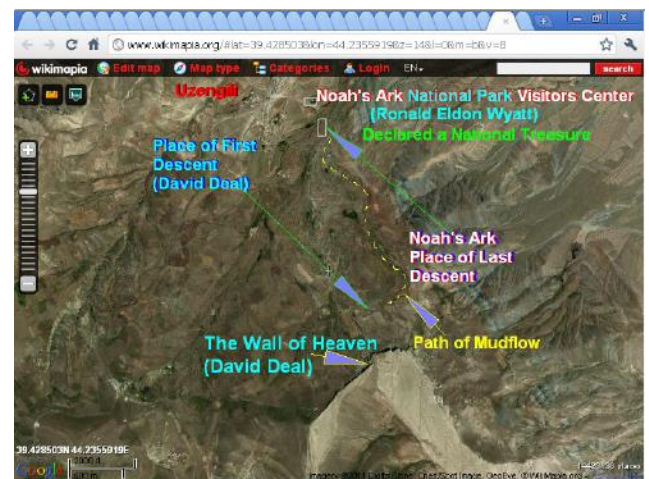 www.wikimapia.org/#lat=39.428503&lon=44.2355919&z=14&l=0&m=b&v=8
wikimapia Edit map Map type Categories Login EN search
Uzengili
Noah's Ark National Park Visitors Center
(Ronald Eldon Wyatt)
Declared a National Treasure
Place of First
Descent
(David Deal)
Noah's Ark
Place of Last
Descent
The Wall of Heaven
(David Deal)
Path of Mudflow
39.428503N 44.2355919E
Google